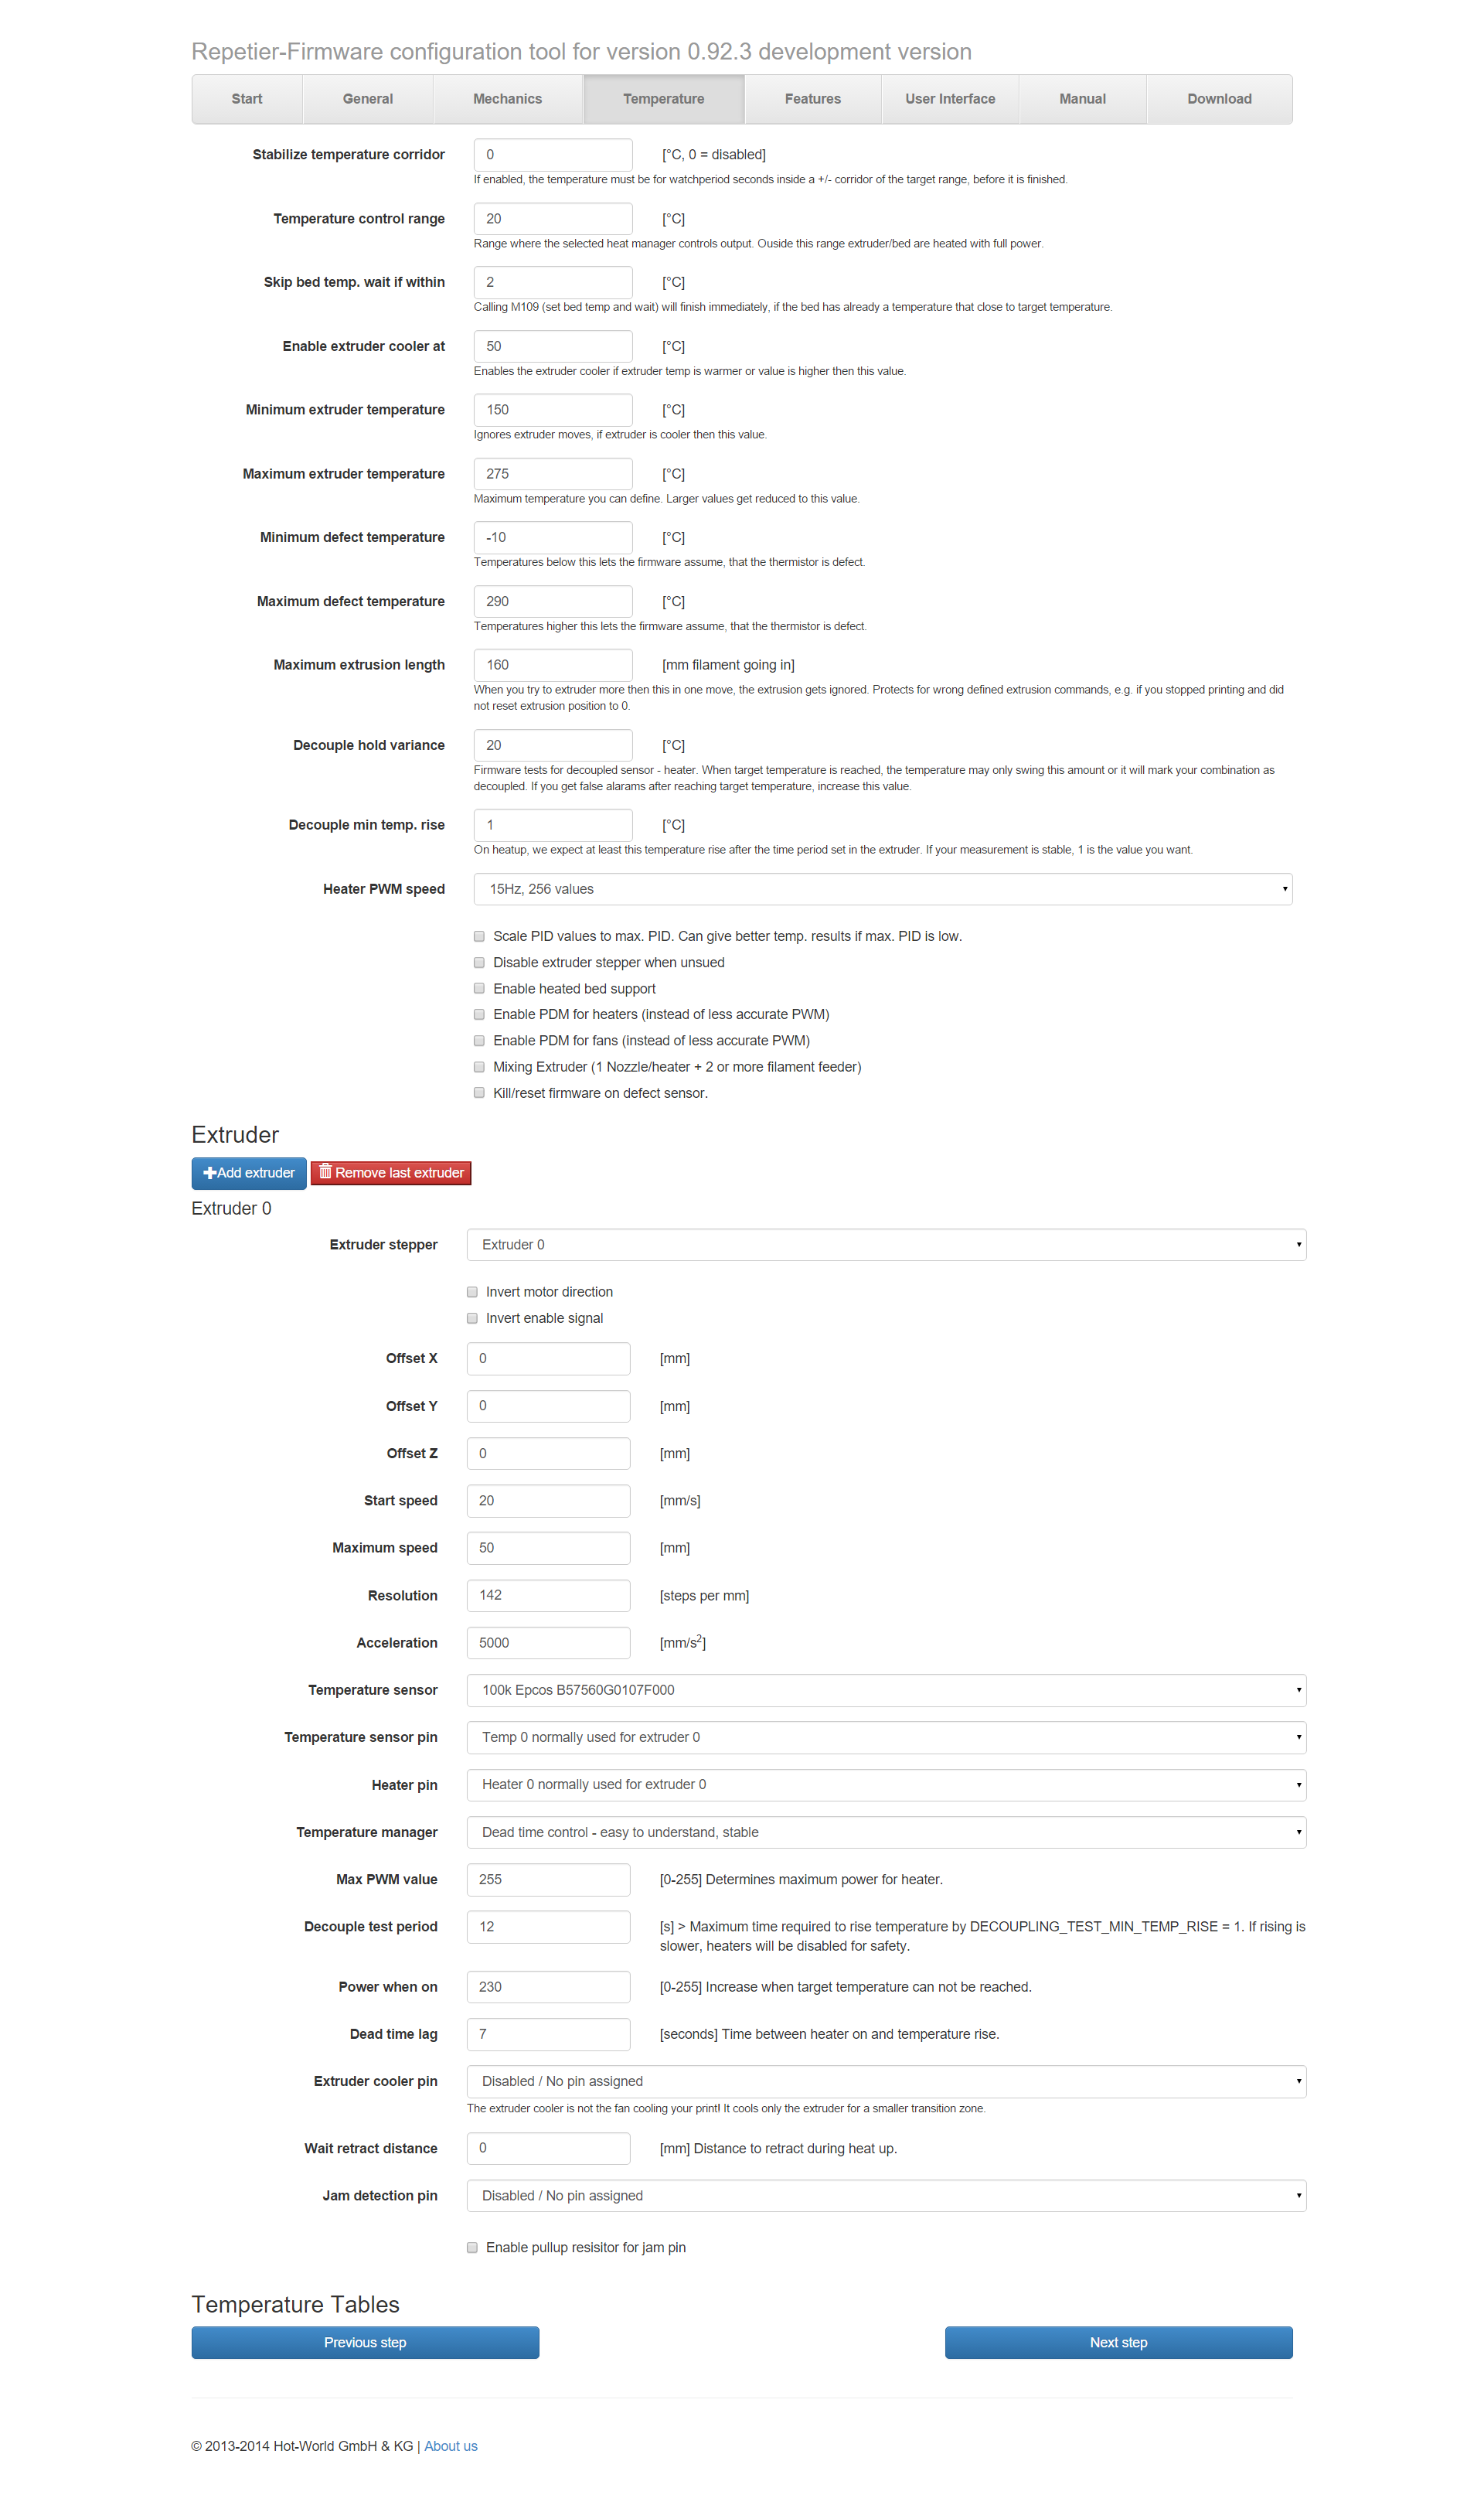 Repetier-Firmware configuration tool for version 0.92.3 development version
Start General Mechanics Temperature Features User Interface Manual Download
Stabilize temperature corridor 0 [°C, 0 = disabled]
If enabled, the temperature must be for watchperiod seconds inside a +/- corridor of the target range, before it is finished.
Temperature control range 20 [°C]
Range where the selected heat manager controls output. Ouside this range extruder/bed are heated with full power.
Skip bed temp. wait if within 2 [°C]
Calling M109 (set bed temp and wait) will finish immediately, if the bed has already a temperature that close to target temperature.
Enable extruder cooler at 50 [°C]
Enables the extruder cooler if extruder temp is warmer or value is higher then this value.
Minimum extruder temperature 150 [°C]
Ignores extruder moves, if extruder is cooler then this value.
Maximum extruder temperature 275 [°C]
Maximum temperature you can define. Larger values get reduced to this value.
Minimum defect temperature -10 [°C]
Temperatures below this lets the firmware assume, that the thermistor is defect.
Maximum defect temperature 290 [°C]
Temperatures higher this lets the firmware assume, that the thermistor is defect.
Maximum extrusion length 160 [mm filament going in]
When you try to extruder more then this in one move, the extrusion gets ignored. Protects for wrong defined extrusion commands, e.g. if you stopped printing and did
not reset extrusion position to 0.
Decouple hold variance 20 [°C]
Firmware tests for decoupled sensor - heater. When target temperature is reached, the temperature may only swing this amount or it will mark your combination as
decoupled. If you get false alarams after reaching target temperature, increase this value.
Decouple min temp. rise 1 [°C]
On heatup, we expect at least this temperature rise after the time period set in the extruder. If your measurement is stable, 1 is the value you want.
Heater PWM speed 15Hz, 256 values
Scale PID values to max. PID. Can give better temp. results if max. PID is low.
Disable extruder stepper when unsued
Enable heated bed support
Enable PDM for heaters (instead of less accurate PWM)
Enable PDM for fans (instead of less accurate PWM)
Mixing Extruder (1 Nozzle/heater + 2 or more filament feeder)
Kill/reset firmware on defect sensor.
Extruder
Add extruder Remove last extruder
Extruder 0
Extruder stepper Extruder 0
Invert motor direction
Invert enable signal
Offset X 0 [mm]
Offset Y 0 [mm]
Offset Z 0 [mm]
Start speed 20 [mm/s]
Maximum speed 50 [mm]
Resolution 142 [steps per mm]
Acceleration 5000 [mm/s²]
Temperature sensor 100k Epcos B57560G0107F000
Temperature sensor pin Temp 0 normally used for extruder 0
Heater pin Heater 0 normally used for extruder 0
Temperature manager Dead time control - easy to understand, stable
Max PWM value 255 [0-255] Determines maximum power for heater.
Decouple test period 12 [s] > Maximum time required to rise temperature by DECOUPLING_TEST_MIN_TEMP_RISE = 1. If rising is
slower, heaters will be disabled for safety.
Power when on 230 [0-255] Increase when target temperature can not be reached.
Dead time lag 7 [seconds] Time between heater on and temperature rise.
Extruder cooler pin Disabled / No pin assigned
The extruder cooler is not the fan cooling your print! It cools only the extruder for a smaller transition zone.
Wait retract distance 0 [mm] Distance to retract during heat up.
Jam detection pin Disabled / No pin assigned
Enable pullup resisitor for jam pin
Temperature Tables
Previous step Next step
© 2013-2014 Hot-World GmbH & KG | About us